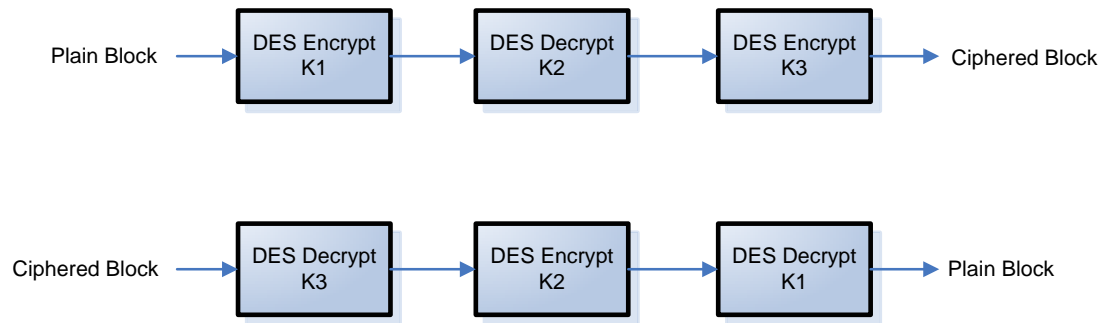 Plain Block
DES Encrypt
K1
DES Decrypt
K2
DES Encrypt
K3
Ciphered Block
Ciphered Block
DES Decrypt
K3
DES Encrypt
K2
DES Decrypt
K1
Plain Block